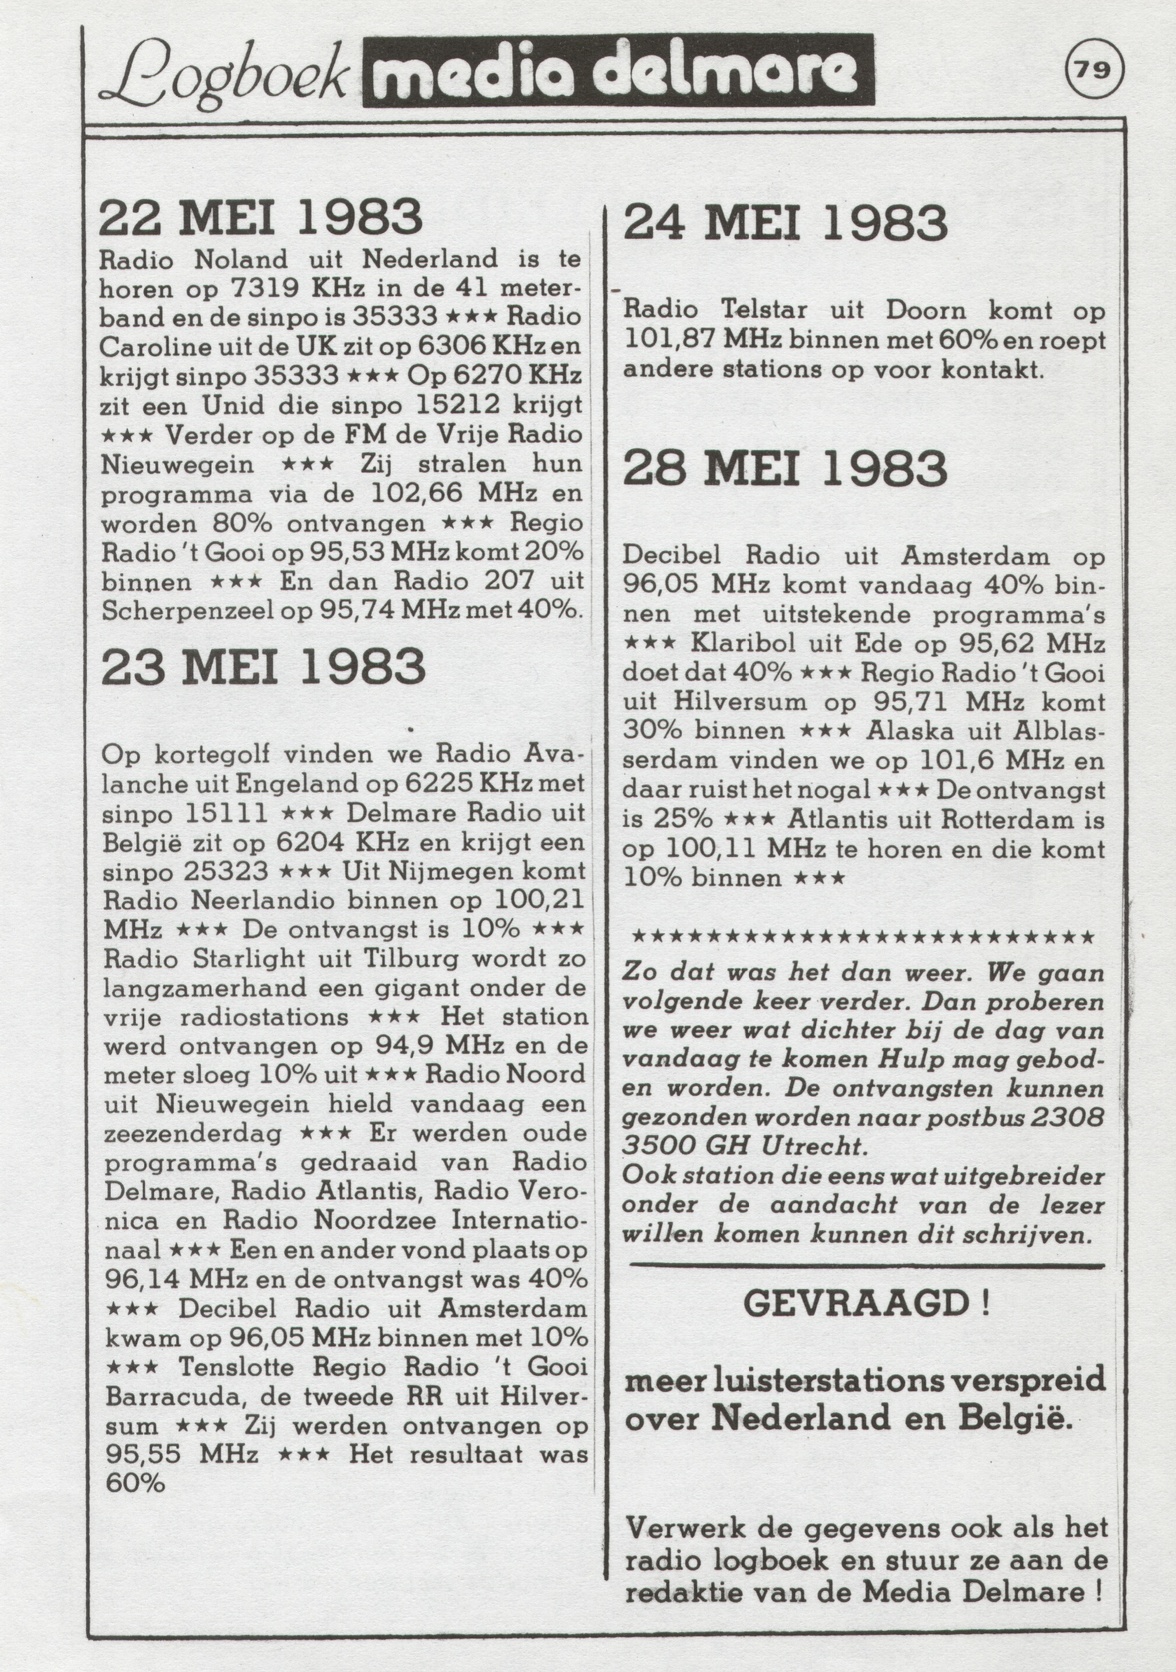 Logboek media delmare
79
22 MEI 1983
Radio Noland uit Nederland is te
horen op 7319 KHz in de 41 meter-
band en de sinpo is 35333 ★★★ Radio
Caroline uit de UK zit op 6306 KHz en
krijgt sinpo 35333 ★★★ Op 6270 KHz
zit een Unid die sinpo 15212 krijgt
★★★ Verder op de FM de Vrije Radio
Nieuwegein ★★★ Zij stralen hun
programma via de 102,66 MHz en
worden 80% ontvangen ★★★ Regio
Radio 't Gooi op 95,53 MHz komt 20%
binnen ★★★ En dan Radio 207 uit
Scherpenzeel op 95,74 MHz met 40%.
23 MEI 1983
Op kortegolf vinden we Radio Ava-
lanche uit Engeland op 6225 KHz met
sinpo 15111 ★★★ Delmare Radio uit
België zit op 6204 KHz en krijgt een
sinpo 25323 ★★★ Uit Nijmegen komt
Radio Neerlandio binnen op 100,21
MHz ★★★ De ontvangst is 10% ★★★
Radio Starlight uit Tilburg wordt zo
langzamerhand een gigant onder de
vrije radiostations ★★★ Het station
werd ontvangen op 94,9 MHz en de
meter sloeg 10% uit ★★★ Radio Noord
uit Nieuwegein hield vandaag een
zeezenderdag ★★★ Er werden oude
programma's gedraaid van Radio
Delmare, Radio Atlantis, Radio Vero-
nica en Radio Noordzee Internatio-
naal ★★★ Een en ander vond plaats op
96,14 MHz en de ontvangst was 40%
★★★ Decibel Radio uit Amsterdam
kwam op 96,05 MHz binnen met 10%
★★★ Tenslotte Regio Radio 't Gooi
Barracuda, de tweede RR uit Hilver-
sum ★★★ Zij werden ontvangen op
95,55 MHz ★★★ Het resultaat was
60%
24 MEI 1983
Radio Telstar uit Doorn komt op
101,87 MHz binnen met 60% en roept
andere stations op voor kontakt.
28 MEI 1983
Decibel Radio uit Amsterdam op
96,05 MHz komt vandaag 40% bin-
nen met uitstekende programma's
★★★ Klaribol uit Ede op 95,62 MHz
doet dat 40% ★★★ Regio Radio 't Gooi
uit Hilversum op 95,71 MHz komt
30% binnen ★★★ Alaska uit Alblas-
serdam vinden we op 101,6 MHz en
daar ruist het nogal ★★★ De ontvangst
is 25% ★★★ Atlantis uit Rotterdam is
op 100,11 MHz te horen en die komt
10% binnen ★★★
★★★★★★★★★★★★★★★★★★★★★★★★★★
Zo dat was het dan weer. We gaan
volgende keer verder. Dan proberen
we weer wat dichter bij de dag van
vandaag te komen Hulp mag gebod-
en worden. De ontvangsten kunnen
gezonden worden naar postbus 2308
3500 GH Utrecht.
Ook station die eens wat uitgebreider
onder de aandacht van de lezer
willen komen kunnen dit schrijven.
GEVRAAGD !
meer luisterstations verspreid
over Nederland en België.
Verwerk de gegevens ook als het
radio logboek en stuur ze aan de
redaktie van de Media Delmare !